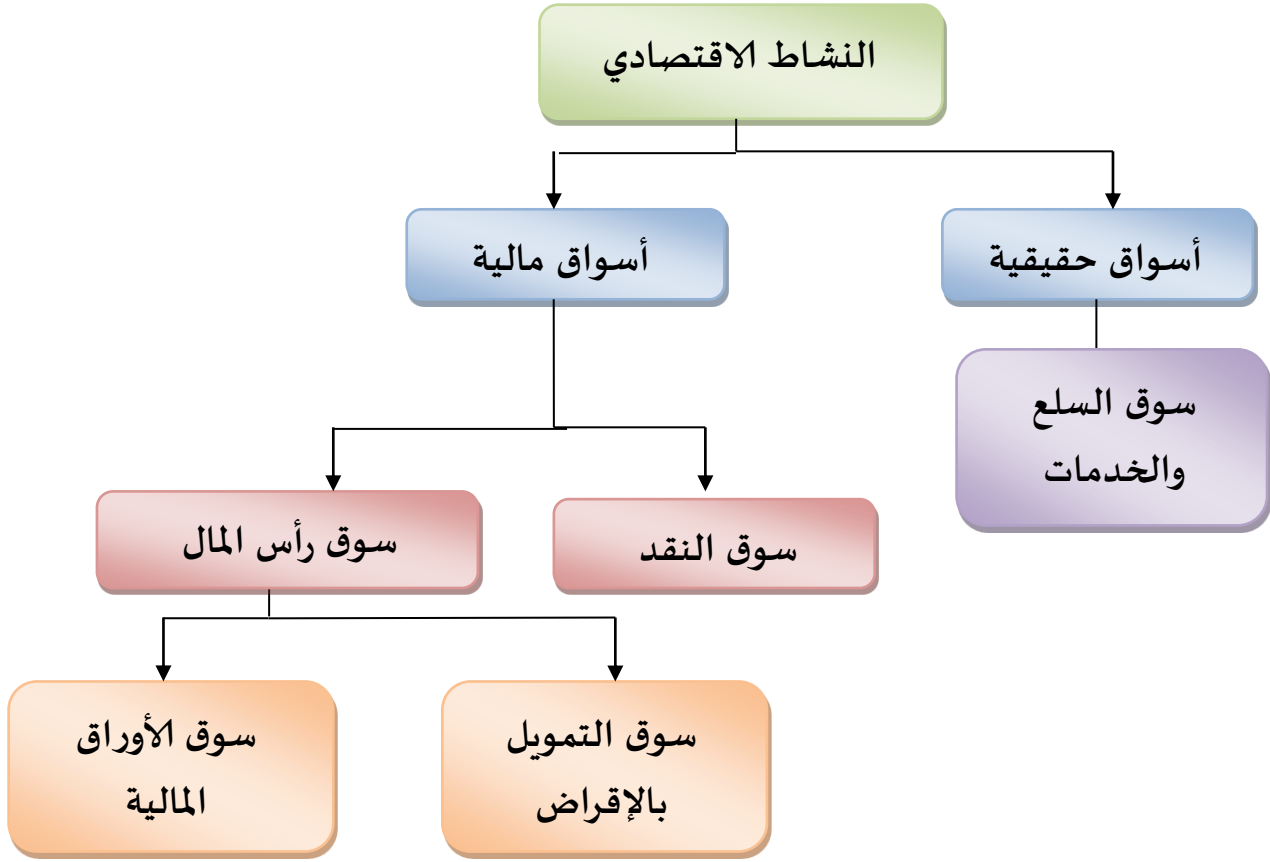 النشاط الاقتصادي
أسواق حقيقية
أسواق مالية
سوق السلع
والخدمات
سوق النقد
سوق رأس المال
سوق التمويل
بالإقراض
سوق الأوراق
المالية